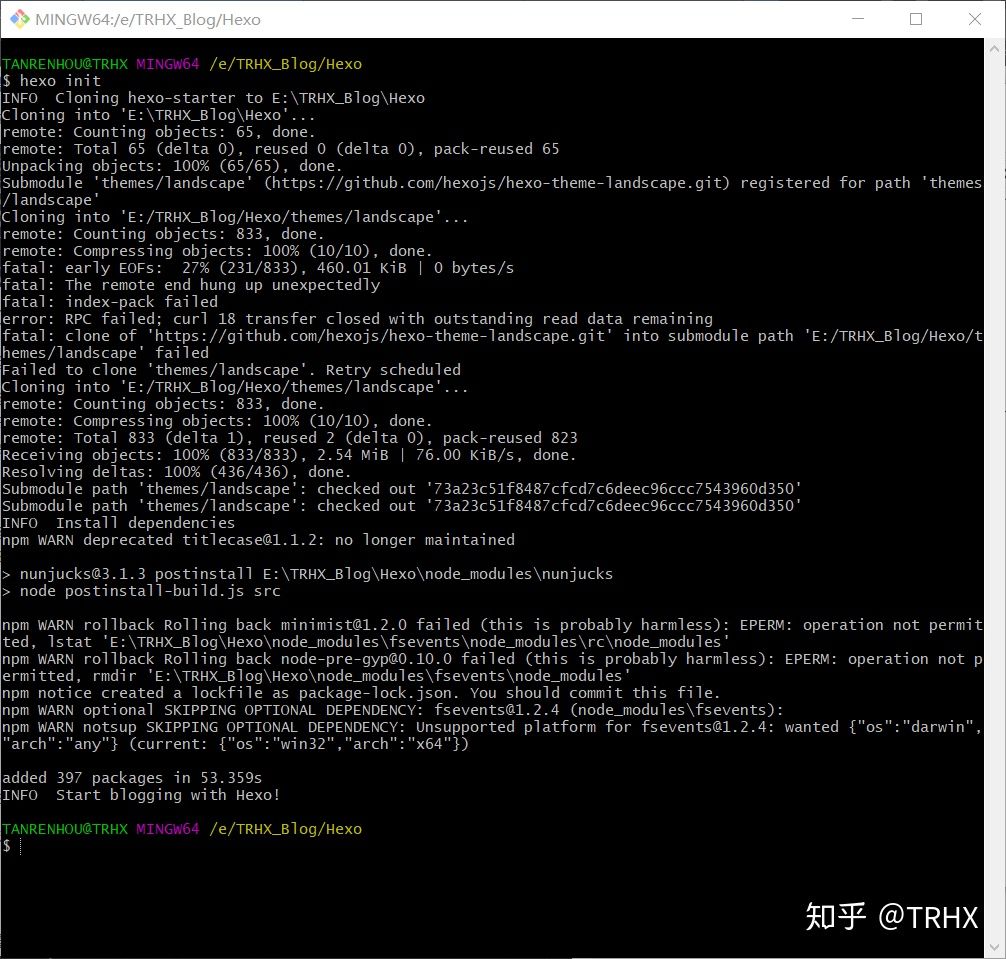 MINGW64:/e/TRHX_Blog/Hexo
TANRENHOU@TRHX MINGW64 /e/TRHX_Blog/Hexo
$ hexo init
INFO  Cloning hexo-starter to E:\TRHX_Blog\Hexo
Cloning into 'E:\TRHX_Blog\Hexo'...
remote: Counting objects: 65, done.
remote: Total 65 (delta 0), reused 0 (delta 0), pack-reused 65
Unpacking objects: 100% (65/65), done.
Submodule 'themes/landscape' (https://github.com/hexojs/hexo-theme-landscape.git) registered for path 'themes
/landscape'
Cloning into 'E:/TRHX_Blog/Hexo/themes/landscape'...
remote: Counting objects: 833, done.
remote: Compressing objects: 100% (10/10), done.
fatal: early EOFs:  27% (231/833), 460.01 KiB | 0 bytes/s
fatal: The remote end hung up unexpectedly
fatal: index-pack failed
error: RPC failed; curl 18 transfer closed with outstanding read data remaining
fatal: clone of 'https://github.com/hexojs/hexo-theme-landscape.git' into submodule path 'E:/TRHX_Blog/Hexo/t
hemes/landscape' failed
Failed to clone 'themes/landscape'. Retry scheduled
Cloning into 'E:/TRHX_Blog/Hexo/themes/landscape'...
remote: Counting objects: 833, done.
remote: Compressing objects: 100% (10/10), done.
remote: Total 833 (delta 1), reused 2 (delta 0), pack-reused 823
Receiving objects: 100% (833/833), 2.54 MiB | 76.00 KiB/s, done.
Resolving deltas: 100% (436/436), done.
Submodule path 'themes/landscape': checked out '73a23c51f8487cfcd7c6deec96ccc7543960d350'
Submodule path 'themes/landscape': checked out '73a23c51f8487cfcd7c6deec96ccc7543960d350'
INFO  Install dependencies
npm WARN deprecated titlecase@1.1.2: no longer maintained
> nunjucks@3.1.3 postinstall E:\TRHX_Blog\Hexo\node_modules\nunjucks
> node postinstall-build.js src
npm WARN rollback Rolling back minimist@1.2.0 failed (this is probably harmless): EPERM: operation not permit
ted, lstat 'E:\TRHX_Blog\Hexo\node_modules\fsevents\node_modules\rc\node_modules'
npm WARN rollback Rolling back node-pre-gyp@0.10.0 failed (this is probably harmless): EPERM: operation not p
ermitted, rmdir 'E:\TRHX_Blog\Hexo\node_modules\fsevents\node_modules'
npm notice created a lockfile as package-lock.json. You should commit this file.
npm WARN optional SKIPPING OPTIONAL DEPENDENCY: fsevents@1.2.4 (node_modules\fsevents):
npm WARN notsup SKIPPING OPTIONAL DEPENDENCY: Unsupported platform for fsevents@1.2.4: wanted {"os":"darwin",
"arch":"any"} (current: {"os":"win32","arch":"x64"})
added 397 packages in 53.359s
INFO  Start blogging with Hexo!
TANRENHOU@TRHX MINGW64 /e/TRHX_Blog/Hexo
$
知乎 @TRHX